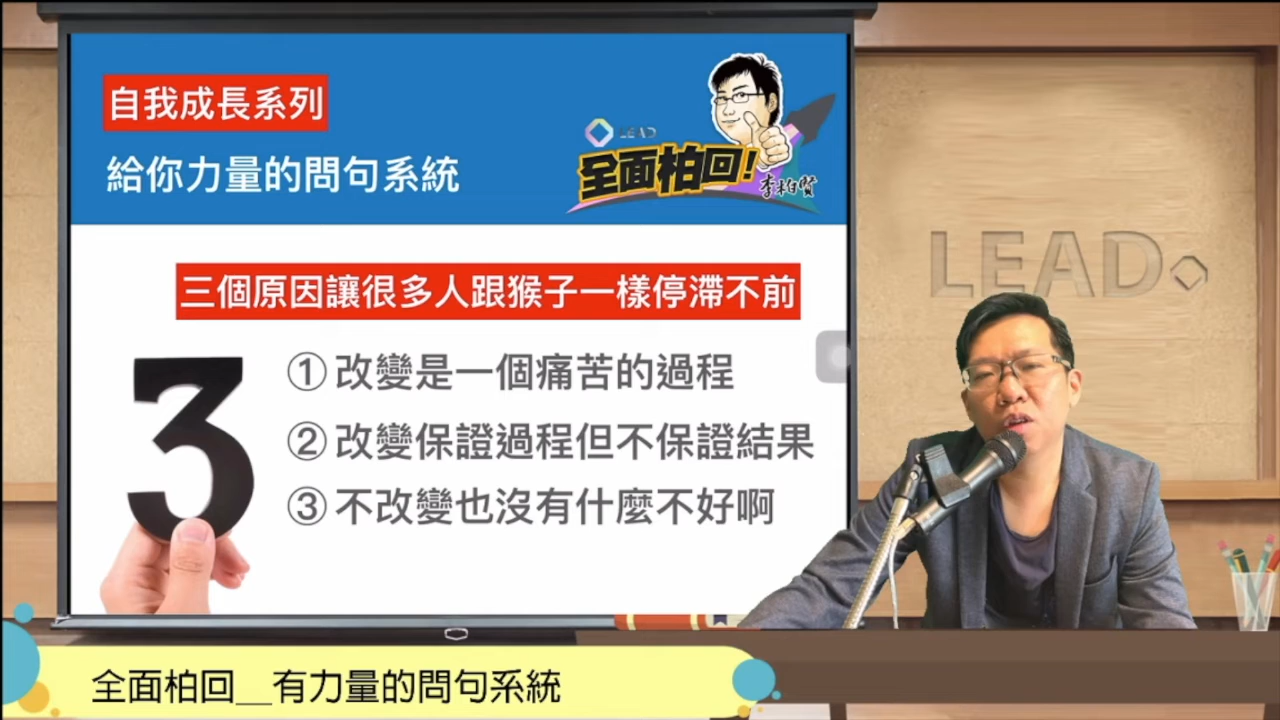 自我成長系列
給你力量的問句系統
LEAD
全面柏回!
李柏賢
三個原因讓很多人跟猴子一樣停滯不前
3
① 改變是一個痛苦的過程
② 改變保證過程但不保證結果
③ 不改變也沒有什麼不好啊
LEAD
全面柏回__有力量的問句系統